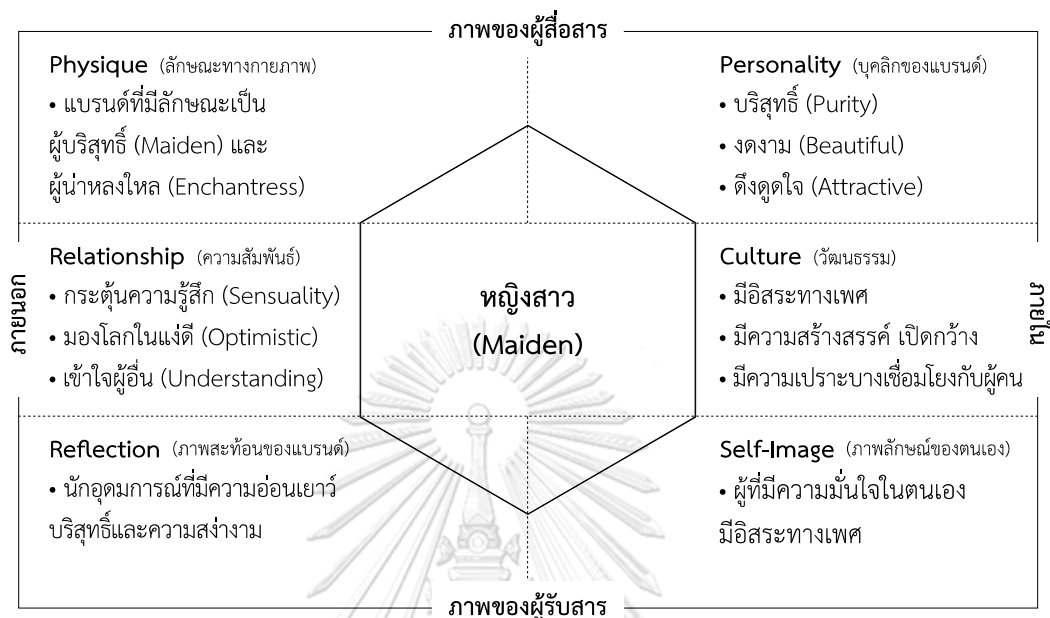 ภาพของผู้สื่อสาร
Physique (ลักษณะทางกายภาพ)
• แบรนด์ที่มีลักษณะเป็น
ผู้บริสุทธิ์ (Maiden) และ
ผู้น่าหลงใหล (Enchantress)
Personality (บุคลิกของแบรนด์)
• บริสุทธิ์ (Purity)
• งดงาม (Beautiful)
• ดึงดูดใจ (Attractive)
ภายนอก
Relationship (ความสัมพันธ์)
• กระตุ้นความรู้สึก (Sensuality)
• มองโลกในแง่ดี (Optimistic)
• เข้าใจผู้อื่น (Understanding)
หญิงสาว
(Maiden)
Culture (วัฒนธรรม)
• มีอิสระทางเพศ
• มีความสร้างสรรค์ เปิดกว้าง
• มีความเปราะบางเชื่อมโยงกับผู้คน
ภายใน
Reflection (ภาพสะท้อนของแบรนด์)
• นักอุดมการณ์ที่มีความอ่อนเยาว์
บริสุทธิ์และความสง่างาม
Self-Image (ภาพลักษณ์ของตนเอง)
• ผู้ที่มีความมั่นใจในตนเอง
มีอิสระทางเพศ
ภาพของผู้รับสาร